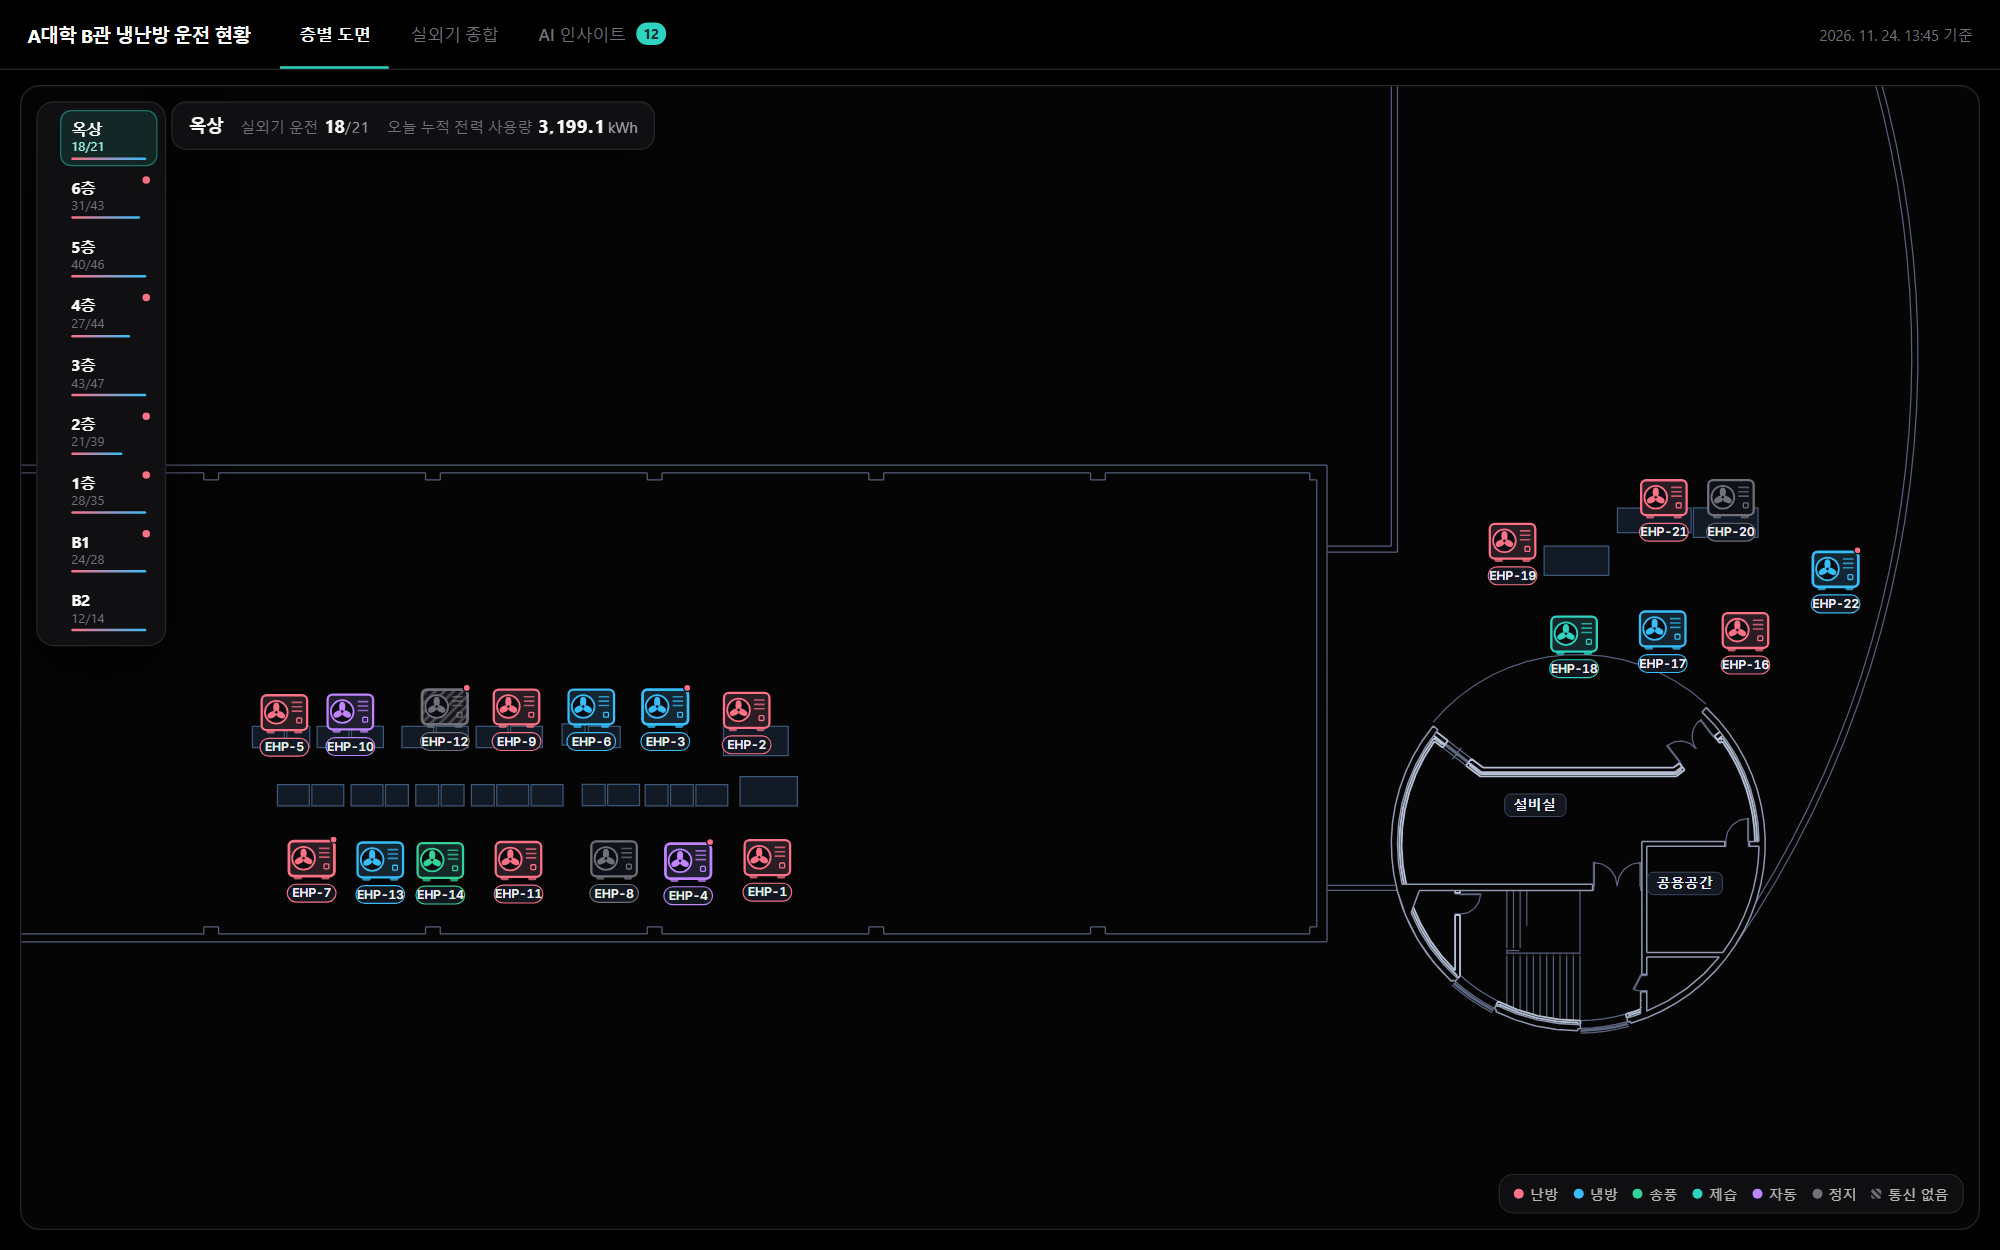 A대학 B관 냉난방 운전 현황
층별 도면
실외기 종합
AI 인사이트 12
2026. 11. 24. 13:45 기준
옥상
18/21
6층
31/43
5층
40/46
4층
27/44
3층
43/47
2층
21/39
1층
28/35
B1
24/28
B2
12/14
옥상 실외기 운전 18/21 오늘 누적 전력 사용량 3,199.1 kWh
EHP-21 EHP-20
EHP-19
EHP-22
EHP-18 EHP-17 EHP-16
EHP-5 EHP-10 EHP-12 EHP-9 EHP-6 EHP-3 EHP-2
설비실
공용공간
EHP-7 EHP-13 EHP-14 EHP-11 EHP-8 EHP-4 EHP-1
난방 냉방 송풍 제습 자동 정지 통신 없음